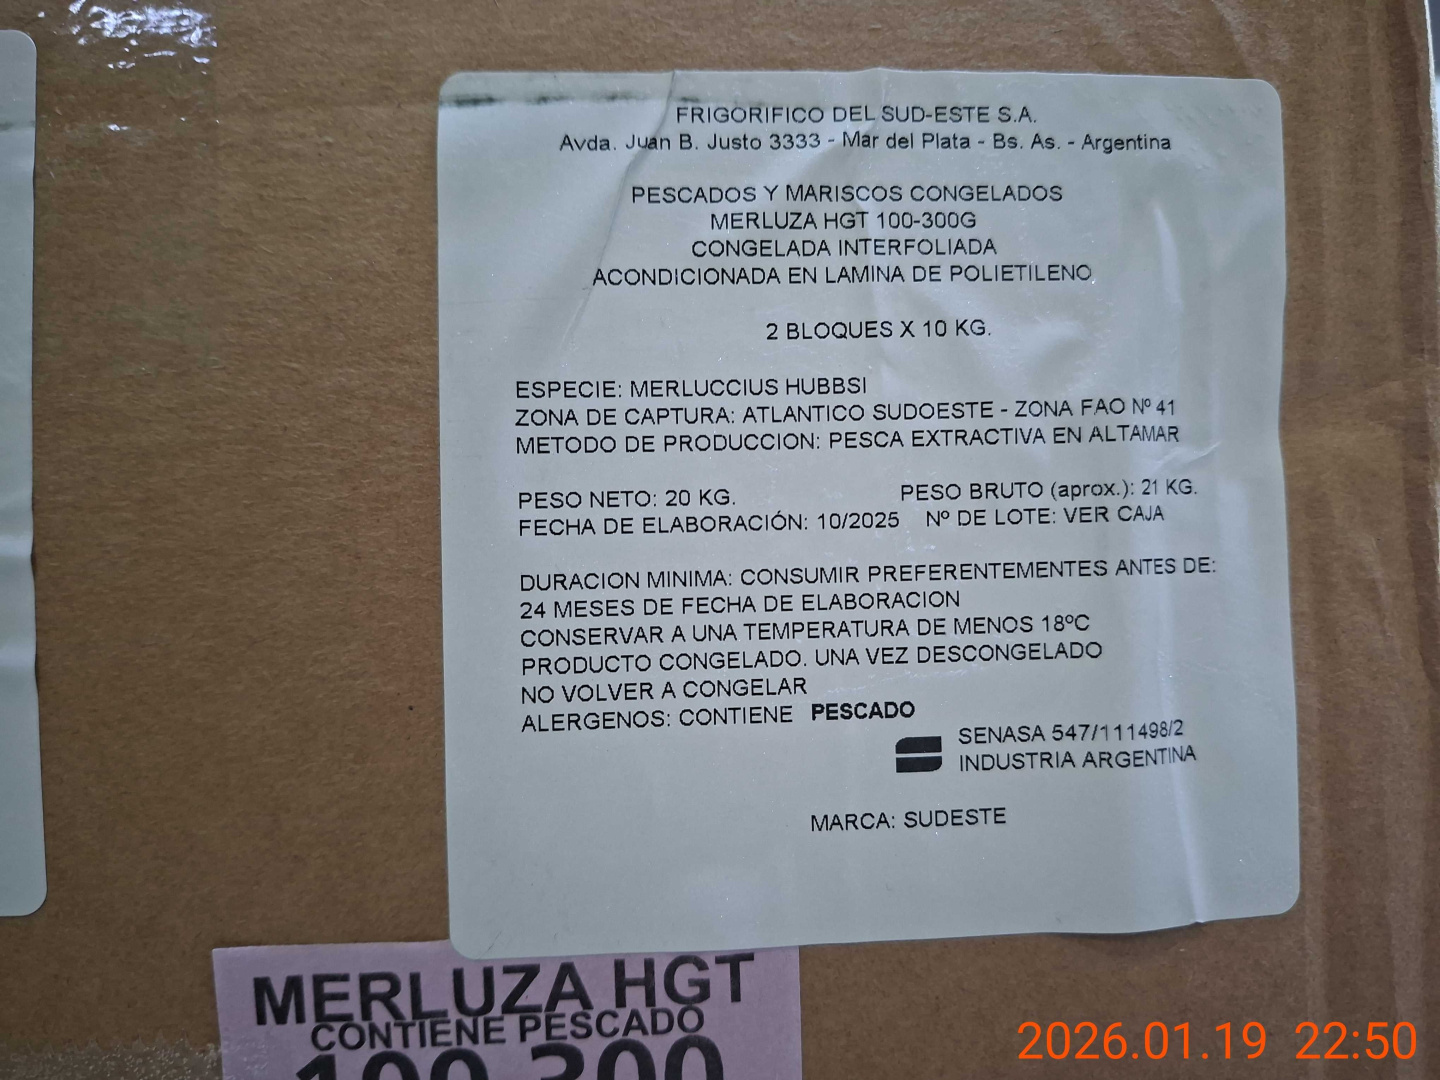 FRIGORIFICO DEL SUD-ESTE S.A.
Avda. Juan B. Justo 3333 - Mar del Plata - Bs. As. - Argentina
PESCADOS Y MARISCOS CONGELADOS
MERLUZA HGT 100-300G
CONGELADA INTERFOLIADA
ACONDICIONADA EN LAMINA DE POLIETILENO
2 BLOQUES X 10 KG.
ESPECIE: MERLUCCIUS HUBBSI
ZONA DE CAPTURA: ATLANTICO SUDOESTE - ZONA FAO Nº 41
METODO DE PRODUCCION: PESCA EXTRACTIVA EN ALTAMAR
PESO NETO: 20 KG. PESO BRUTO (aprox.): 21 KG.
FECHA DE ELABORACIÓN: 10/2025 Nº DE LOTE: VER CAJA
DURACION MINIMA: CONSUMIR PREFERENTEMENTES ANTES DE:
24 MESES DE FECHA DE ELABORACION
CONSERVAR A UNA TEMPERATURA DE MENOS 18ºC
PRODUCTO CONGELADO. UNA VEZ DESCONGELADO
NO VOLVER A CONGELAR
ALERGENOS: CONTIENE PESCADO
SENASA 547/111498/2
INDUSTRIA ARGENTINA
MARCA: SUDESTE
MERLUZA HGT
CONTIENE PESCADO
100-300
2026.01.19 22:50